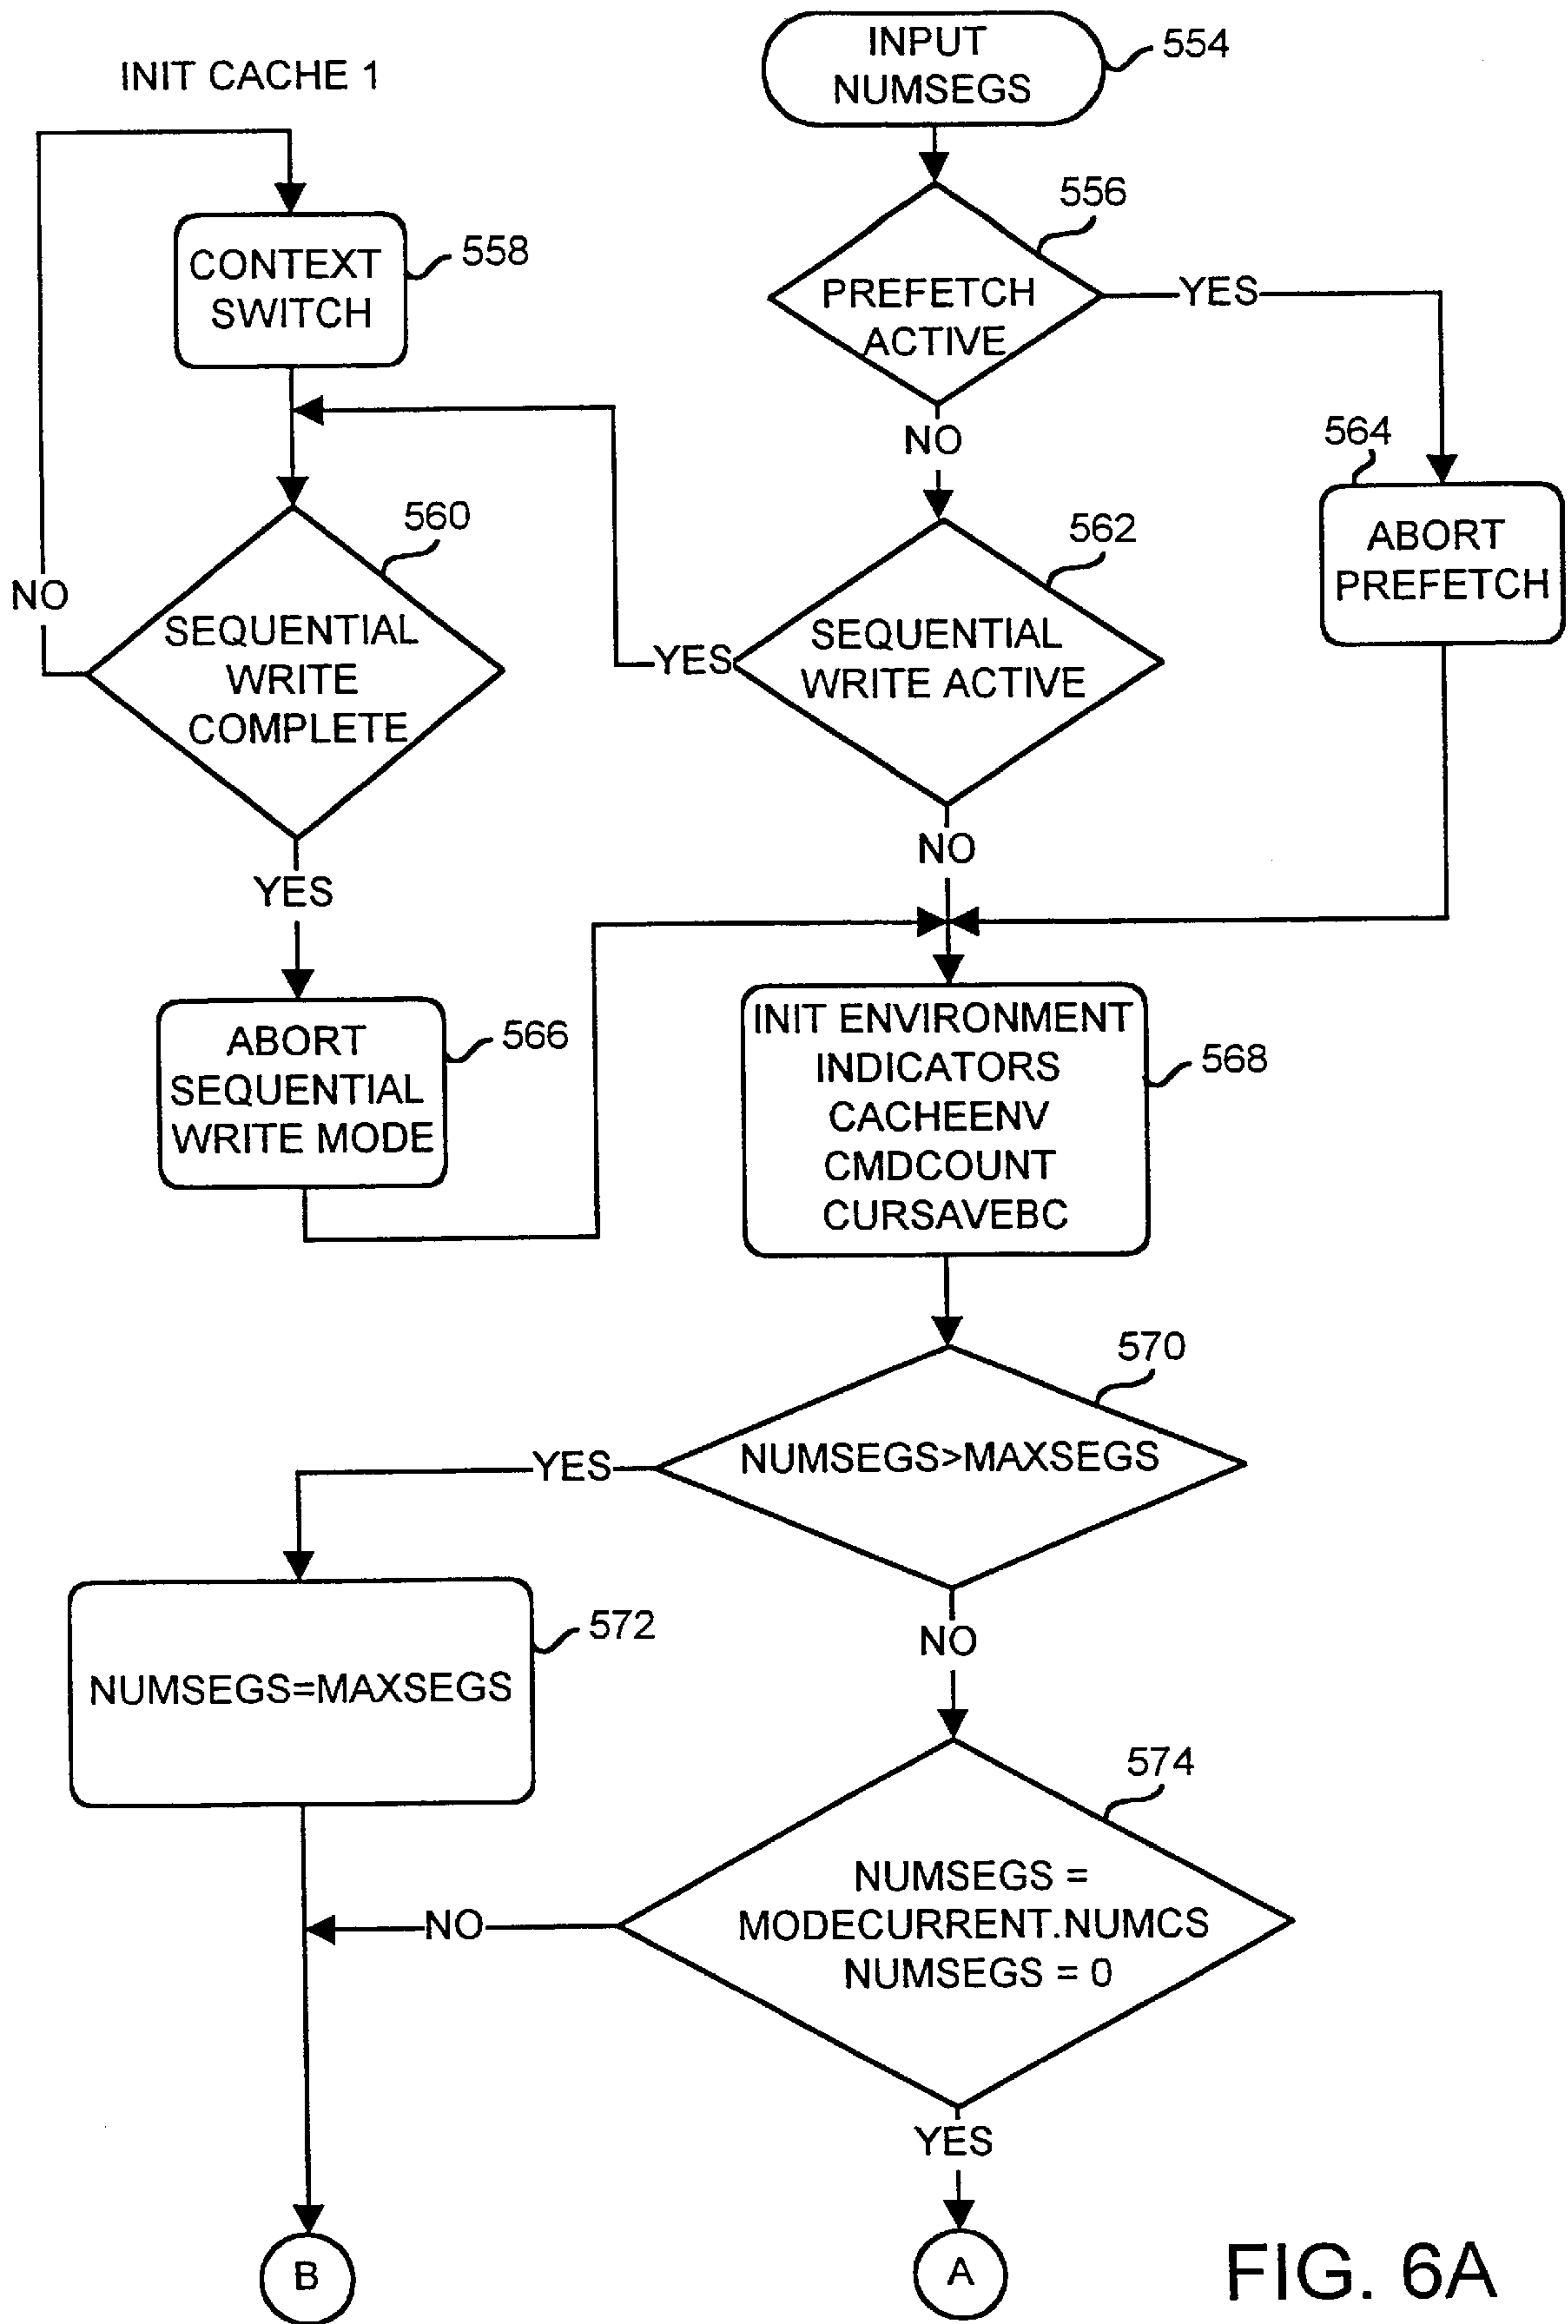 INIT CACHE 1
INPUT
NUMSEGS
554
556
PREFETCH
ACTIVE
YES
NO
CONTEXT
SWITCH
558
560
SEQUENTIAL
WRITE
COMPLETE
NO
YES
562
SEQUENTIAL
WRITE ACTIVE
YES
NO
564
ABORT
PREFETCH
ABORT
SEQUENTIAL
WRITE MODE
566
INIT ENVIRONMENT
INDICATORS
CACHEENV
CMDCOUNT
CURSAVEBC
568
570
NUMSEGS>MAXSEGS
YES
NO
572
NUMSEGS=MAXSEGS
574
NUMSEGS =
MODECURRENT.NUMCS
NUMSEGS = 0
NO
YES
B
A
FIG. 6A